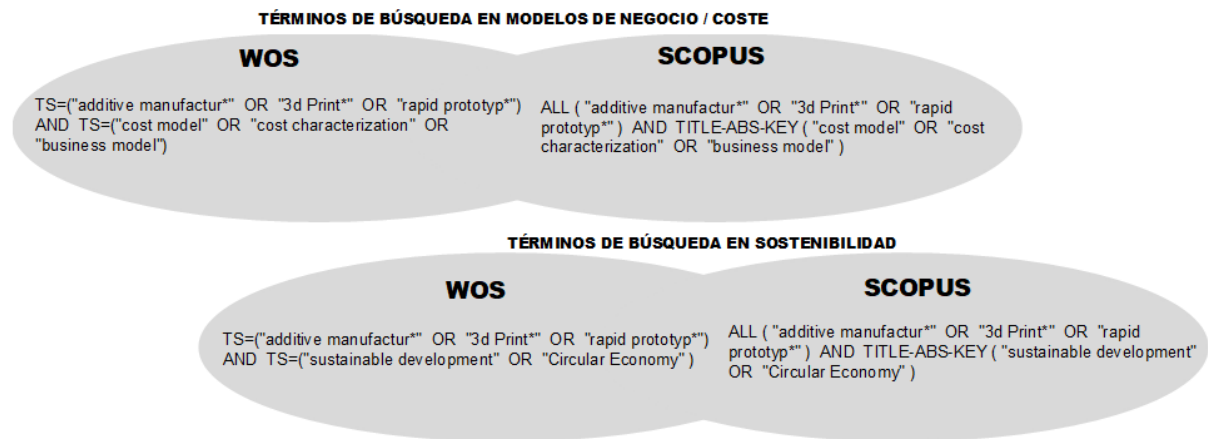 TÉRMINOS DE BÚSQUEDA EN MODELOS DE NEGOCIO / COSTE
WOS
TS=("additive manufactur*" OR "3d Print*" OR "rapid prototyp*")
AND TS=("cost model" OR "cost characterization" OR
"business model")
SCOPUS
ALL ( "additive manufactur*" OR "3d Print*" OR "rapid
prototyp*" ) AND TITLE-ABS-KEY ( "cost model" OR "cost
characterization" OR "business model" )
TÉRMINOS DE BÚSQUEDA EN SOSTENIBILIDAD
WOS
TS=("additive manufactur*" OR "3d Print*" OR "rapid prototyp*")
AND TS=("sustainable development" OR "Circular Economy" )
SCOPUS
ALL ( "additive manufactur*" OR "3d Print*" OR "rapid
prototyp*" ) AND TITLE-ABS-KEY ( "sustainable development"
OR "Circular Economy" )